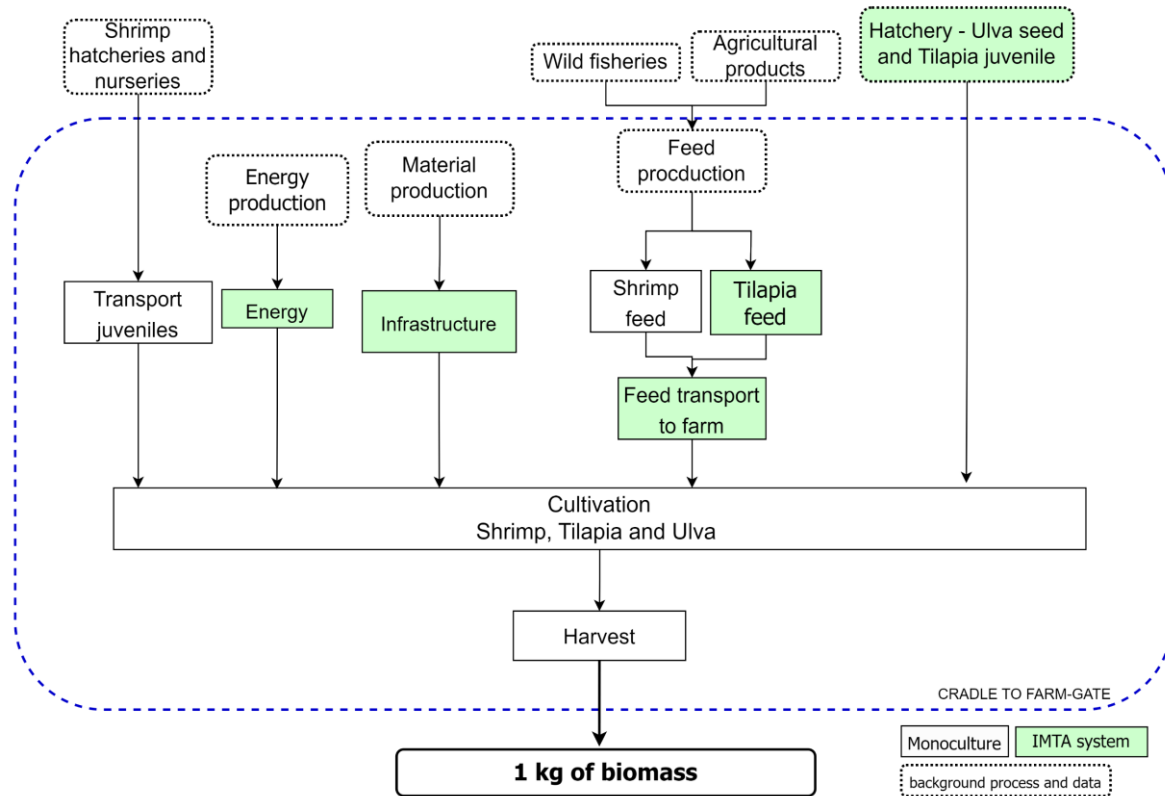 Shrimp
hatcheries and
nurseries
Wild fisheries
Agricultural
products
Hatchery - Ulva seed
and Tilapia juvenile
Energy
production
Material
production
Feed
procduction
Transport
juveniles
Energy
Infrastructure
Shrimp
feed
Tilapia
feed
Feed transport
to farm
Cultivation
Shrimp, Tilapia and Ulva
Harvest
CRADLE TO FARM-GATE
1 kg of biomass
Monoculture
IMTA system
background process and data